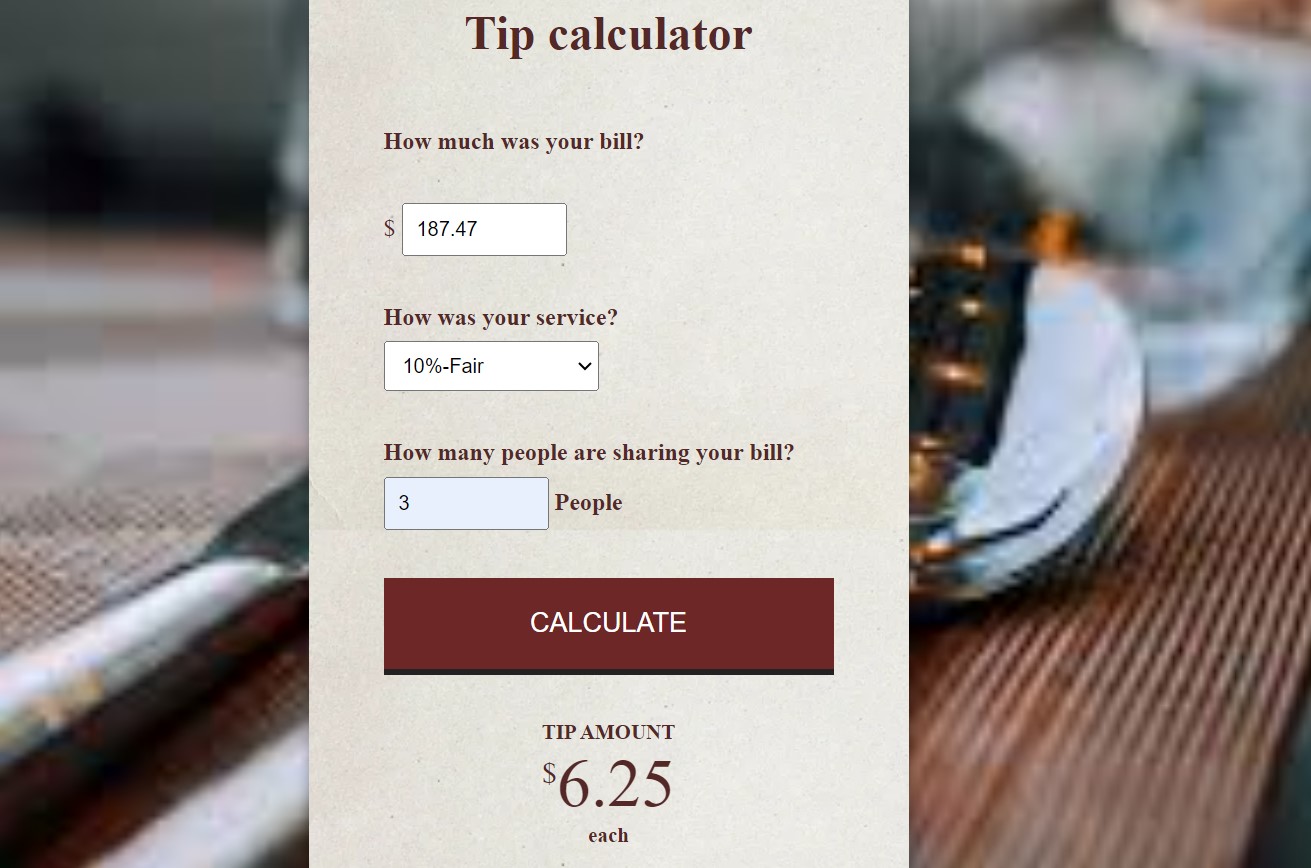 Tip calculator
How much was your bill?
$ 187.47
How was your service?
10%-Fair
How many people are sharing your bill?
3 People
CALCULATE
TIP AMOUNT
$6.25
each